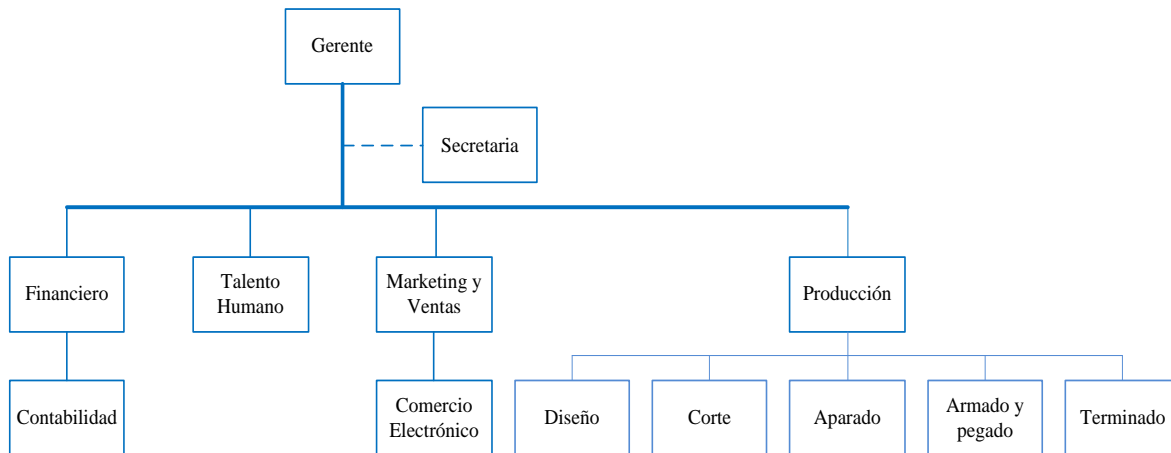 Gerente
Secretaria
Financiero
Talento
Humano
Marketing y
Ventas
Producción
Contabilidad
Comercio
Electrónico
Diseño
Corte
Aparado
Armado y
pegado
Terminado